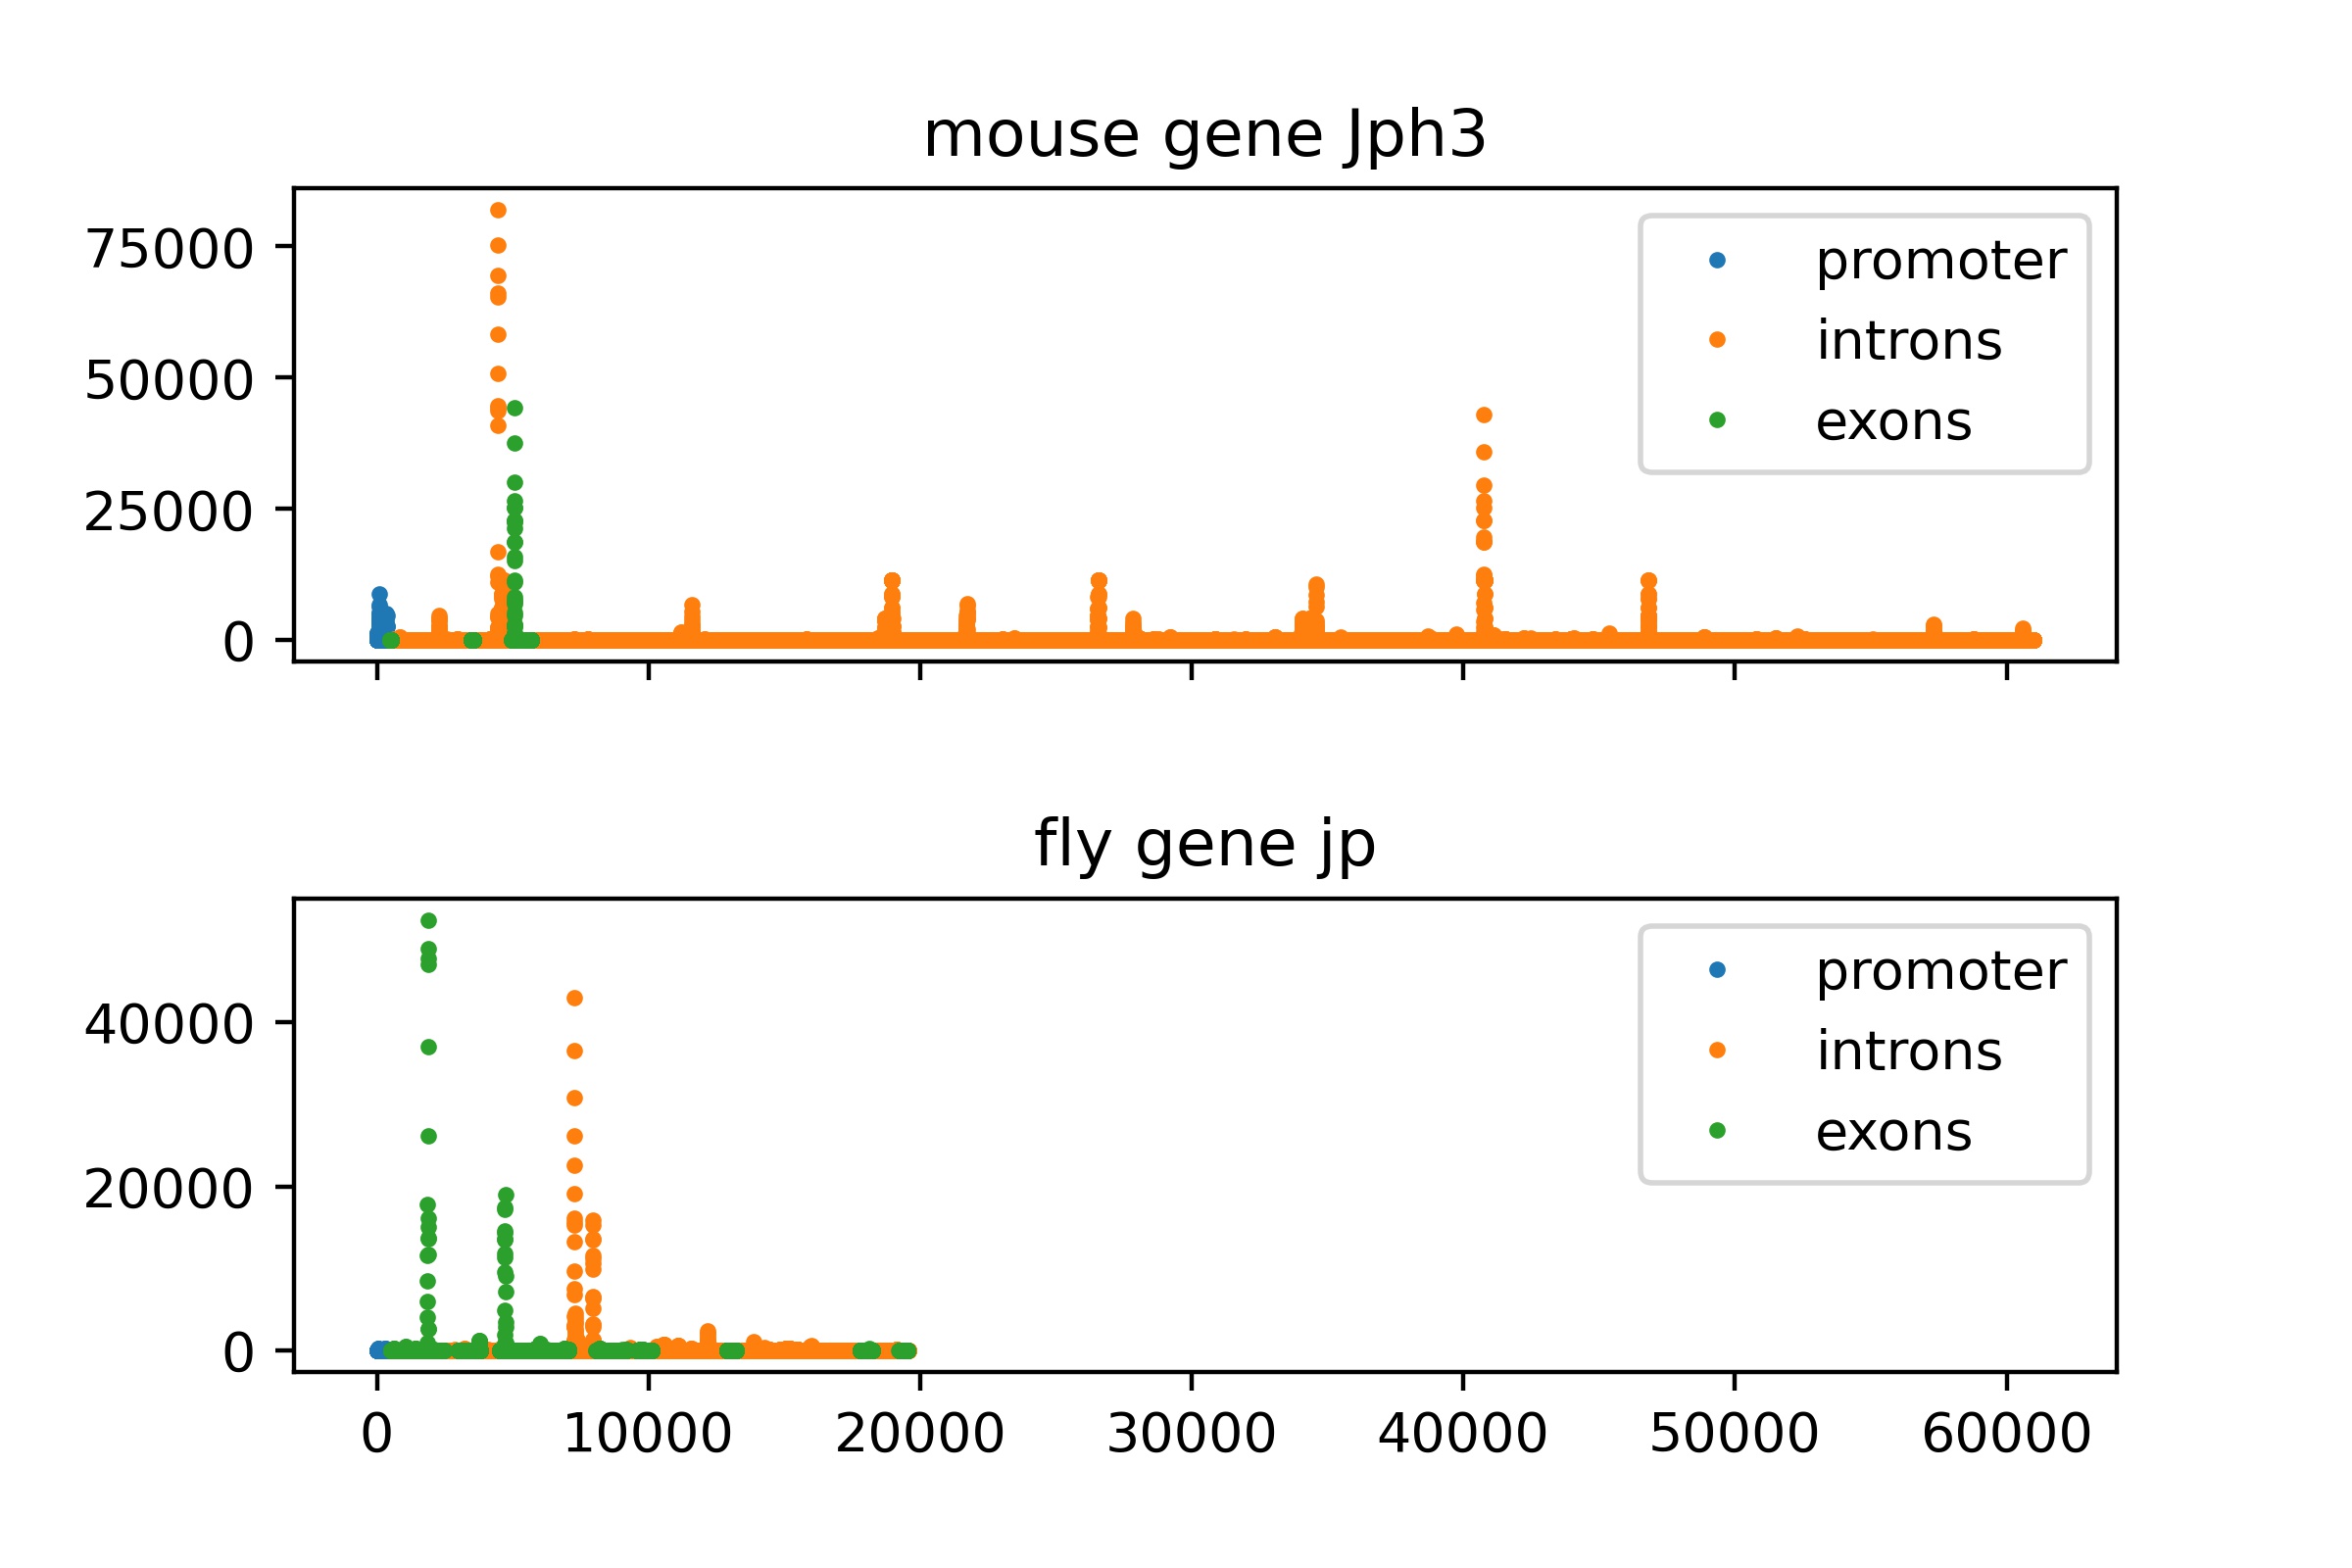 mouse gene Jph3
75000
50000
25000
0
promoter
introns
exons
fly gene jp
40000
20000
0
promoter
introns
exons
0 10000 20000 30000 40000 50000 60000